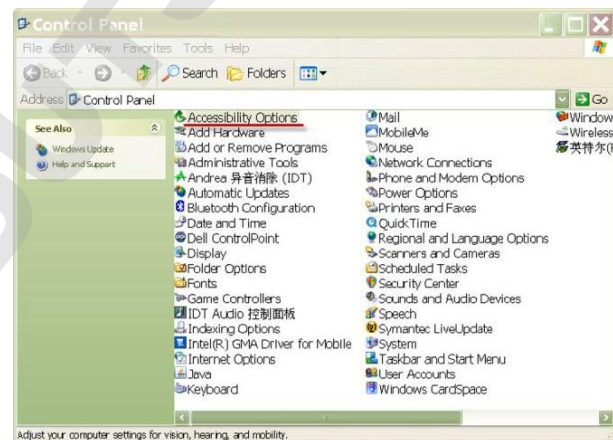 Control Panel
File Edit View Favorites Tools Help
Back Search Folders
Address Control Panel Go
See Also
Windows Update
Help and Support
Accessibility Options
Add Hardware
Add or Remove Programs
Administrative Tools
Andrea 异音消除 (IDT)
Automatic Updates
Bluetooth Configuration
Date and Time
Dell ControlPoint
Display
Folder Options
Fonts
Game Controllers
IDT Audio 控制面板
Indexing Options
Intel(R) GMA Driver for Mobile
Internet Options
Java
Keyboard
Mail
MobileMe
Mouse
Network Connections
Phone and Modem Options
Power Options
Printers and Faxes
QuickTime
Regional and Language Options
Scanners and Cameras
Scheduled Tasks
Security Center
Sounds and Audio Devices
Speech
Symantec LiveUpdate
System
Taskbar and Start Menu
User Accounts
Windows CardSpace
Window
Wireless
英特尔(
Adjust your computer settings for vision, hearing, and mobility.